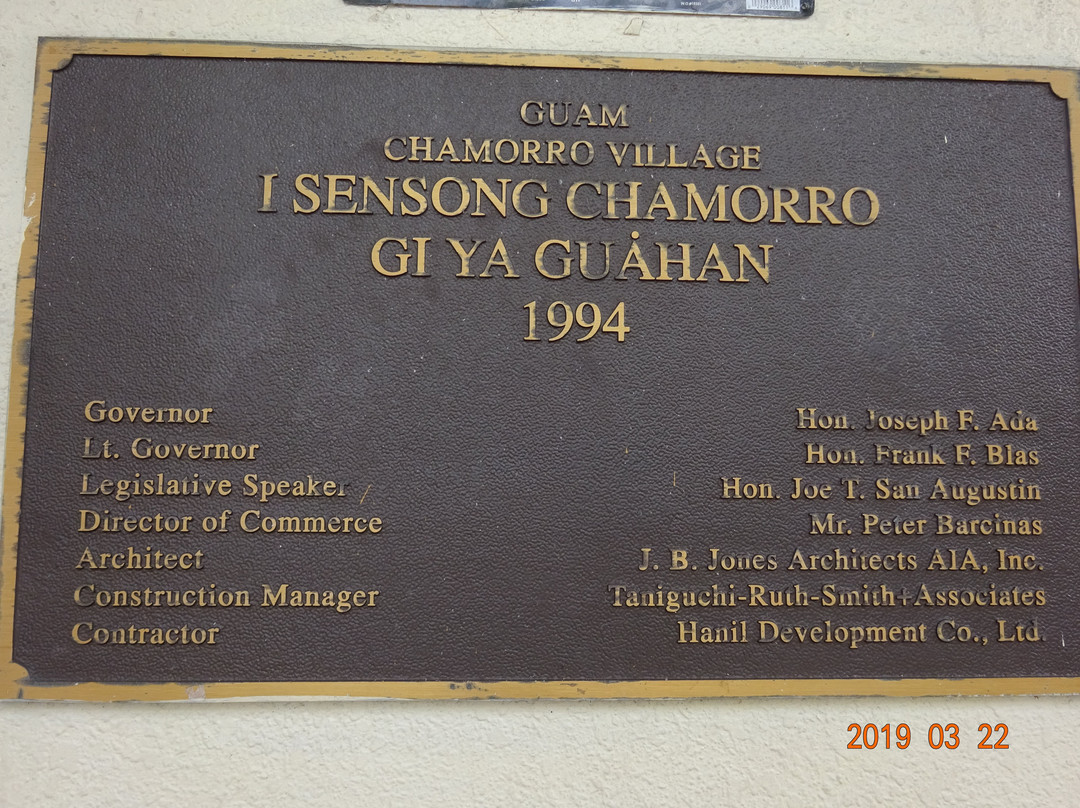 GUAM
CHAMORRO VILLAGE
I SENSONG CHAMORRO
GI YA GUÅHAN
1994
Governor Hon. Joseph F. Ada
Lt. Governor Hon. Frank F. Blas
Legislative Speaker Hon. Joe T. San Augustin
Director of Commerce Mr. Peter Barcinas
Architect J. B. Jones Architects AIA, Inc.
Construction Manager Taniguchi-Ruth-Smith+Associates
Contractor Hanil Development Co., Ltd.
2019 03 22